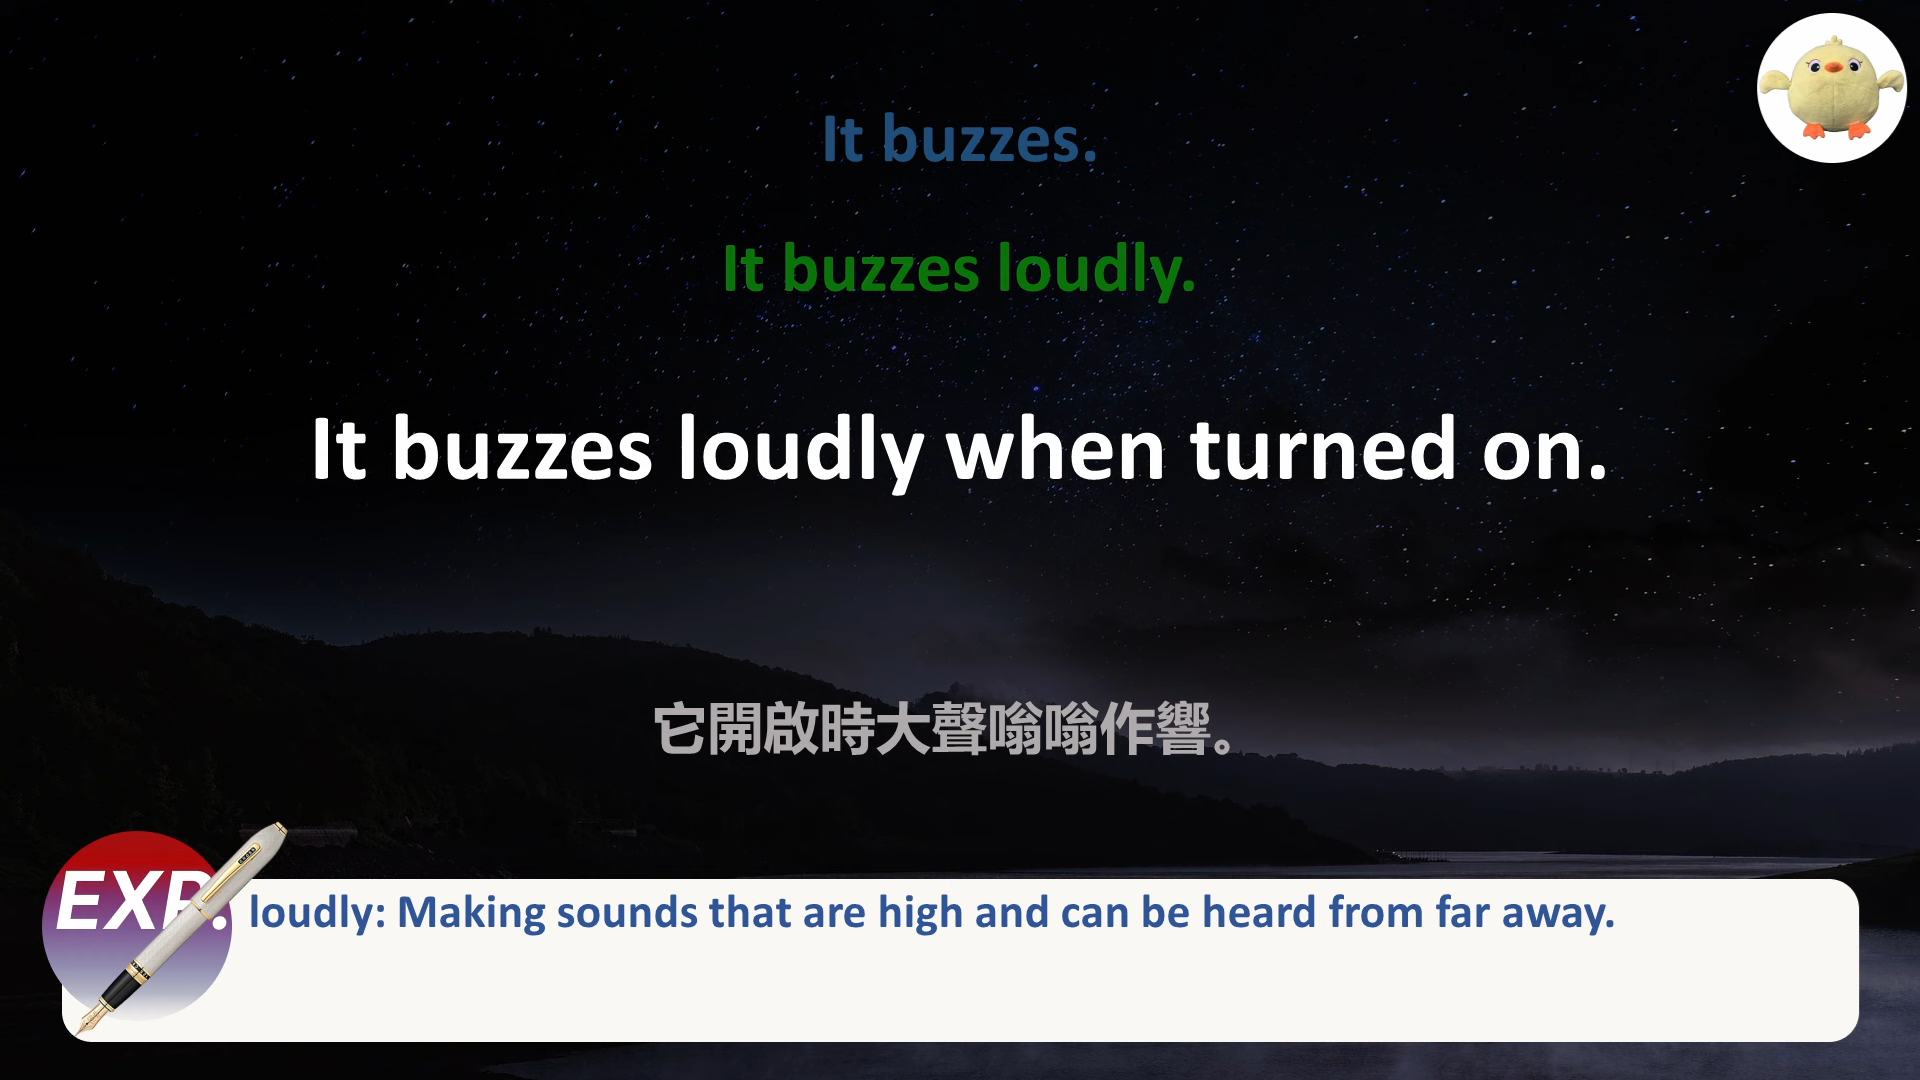 It buzzes.
It buzzes loudly.
It buzzes loudly when turned on.
它開啟時大聲嗡嗡作響。
EXP.
loudly: Making sounds that are high and can be heard from far away.